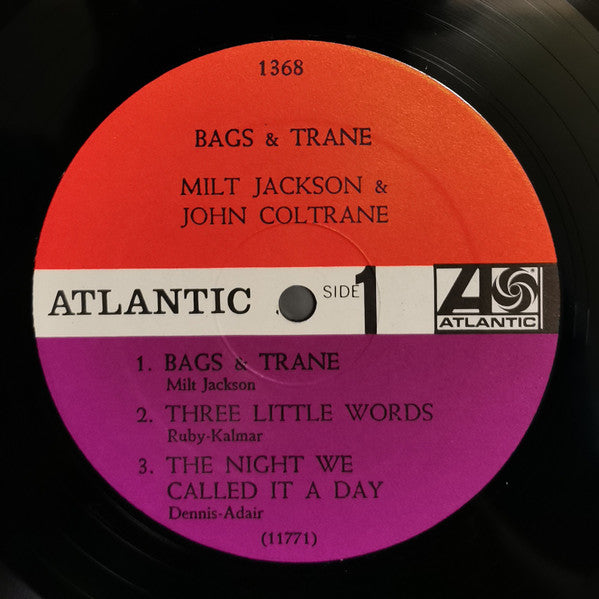 1368
BAGS & TRANE
MILT JACKSON &
JOHN COLTRANE
ATLANTIC
SIDE 1
ATLANTIC
1. BAGS & TRANE
Milt Jackson
2. THREE LITTLE WORDS
Ruby-Kalmar
3. THE NIGHT WE
CALLED IT A DAY
Dennis-Adair
(11771)